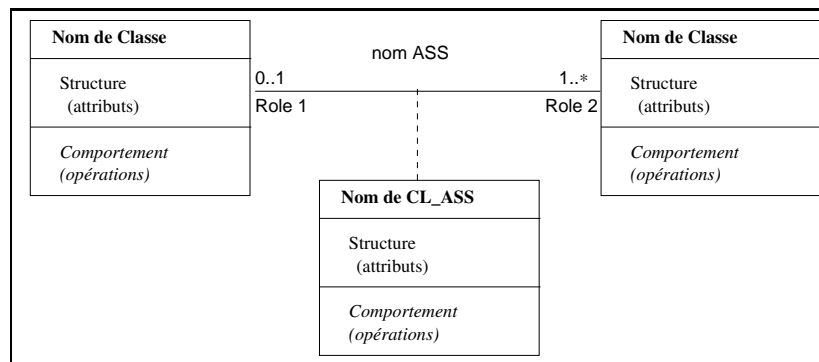 Nom de Classe
Structure
(attributs)
Comportement
(opérations)
nom ASS
0..1
1..*
Role 1
Role 2
Nom de Classe
Structure
(attributs)
Comportement
(opérations)
Nom de CL_ASS
Structure
(attributs)
Comportement
(opérations)